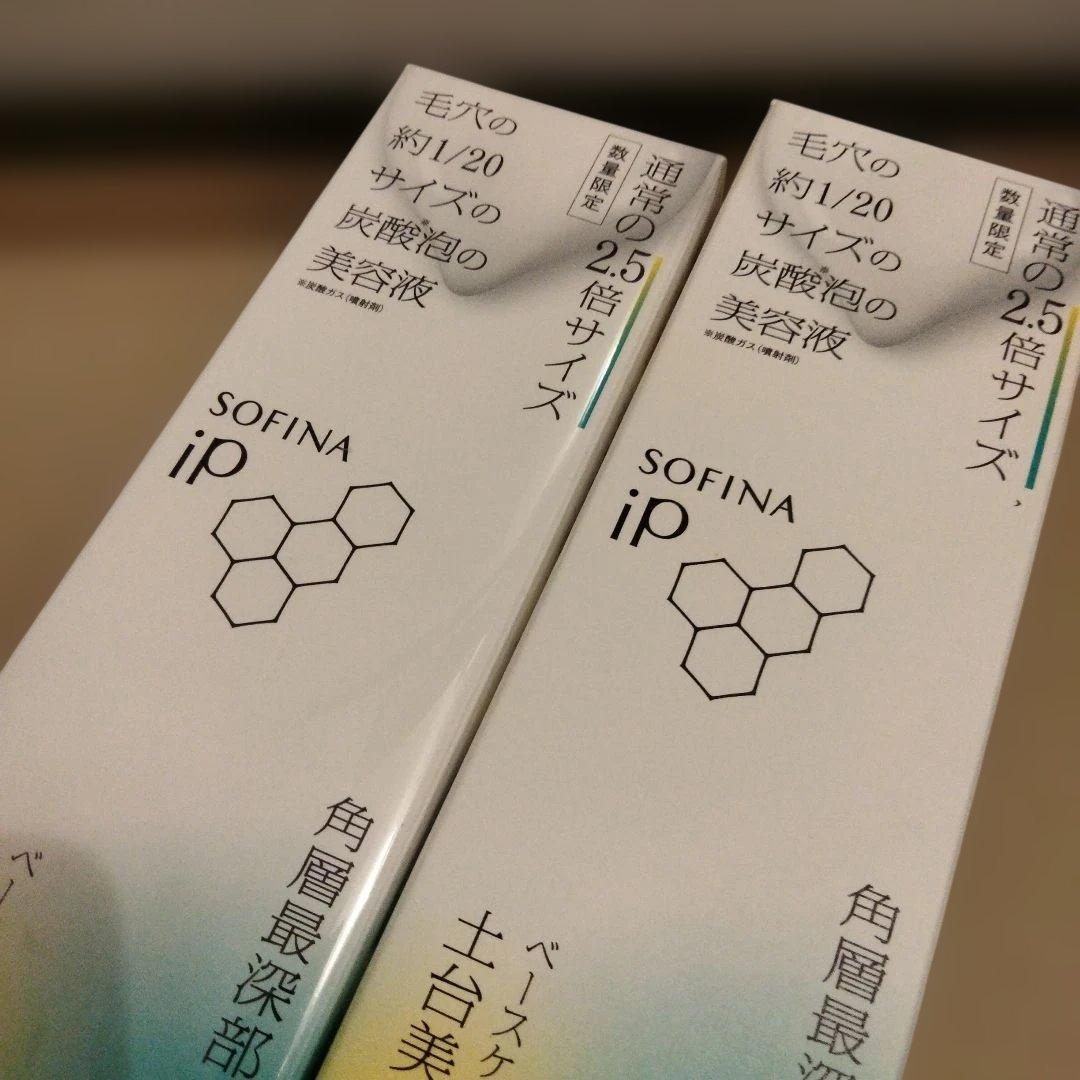 毛穴の
約1/20
サイズの
炭酸※泡の
美容液
※炭酸ガス(噴射剤)
数量限定
通常の2.5倍サイズ
SOFINA
ip
角層最深部
ベー
毛穴の
約1/20
サイズの
炭酸※泡の
美容液
※炭酸ガス(噴射剤)
数量限定
通常の2.5倍サイズ
SOFINA
ip
角層最深
ベースケ
土台美